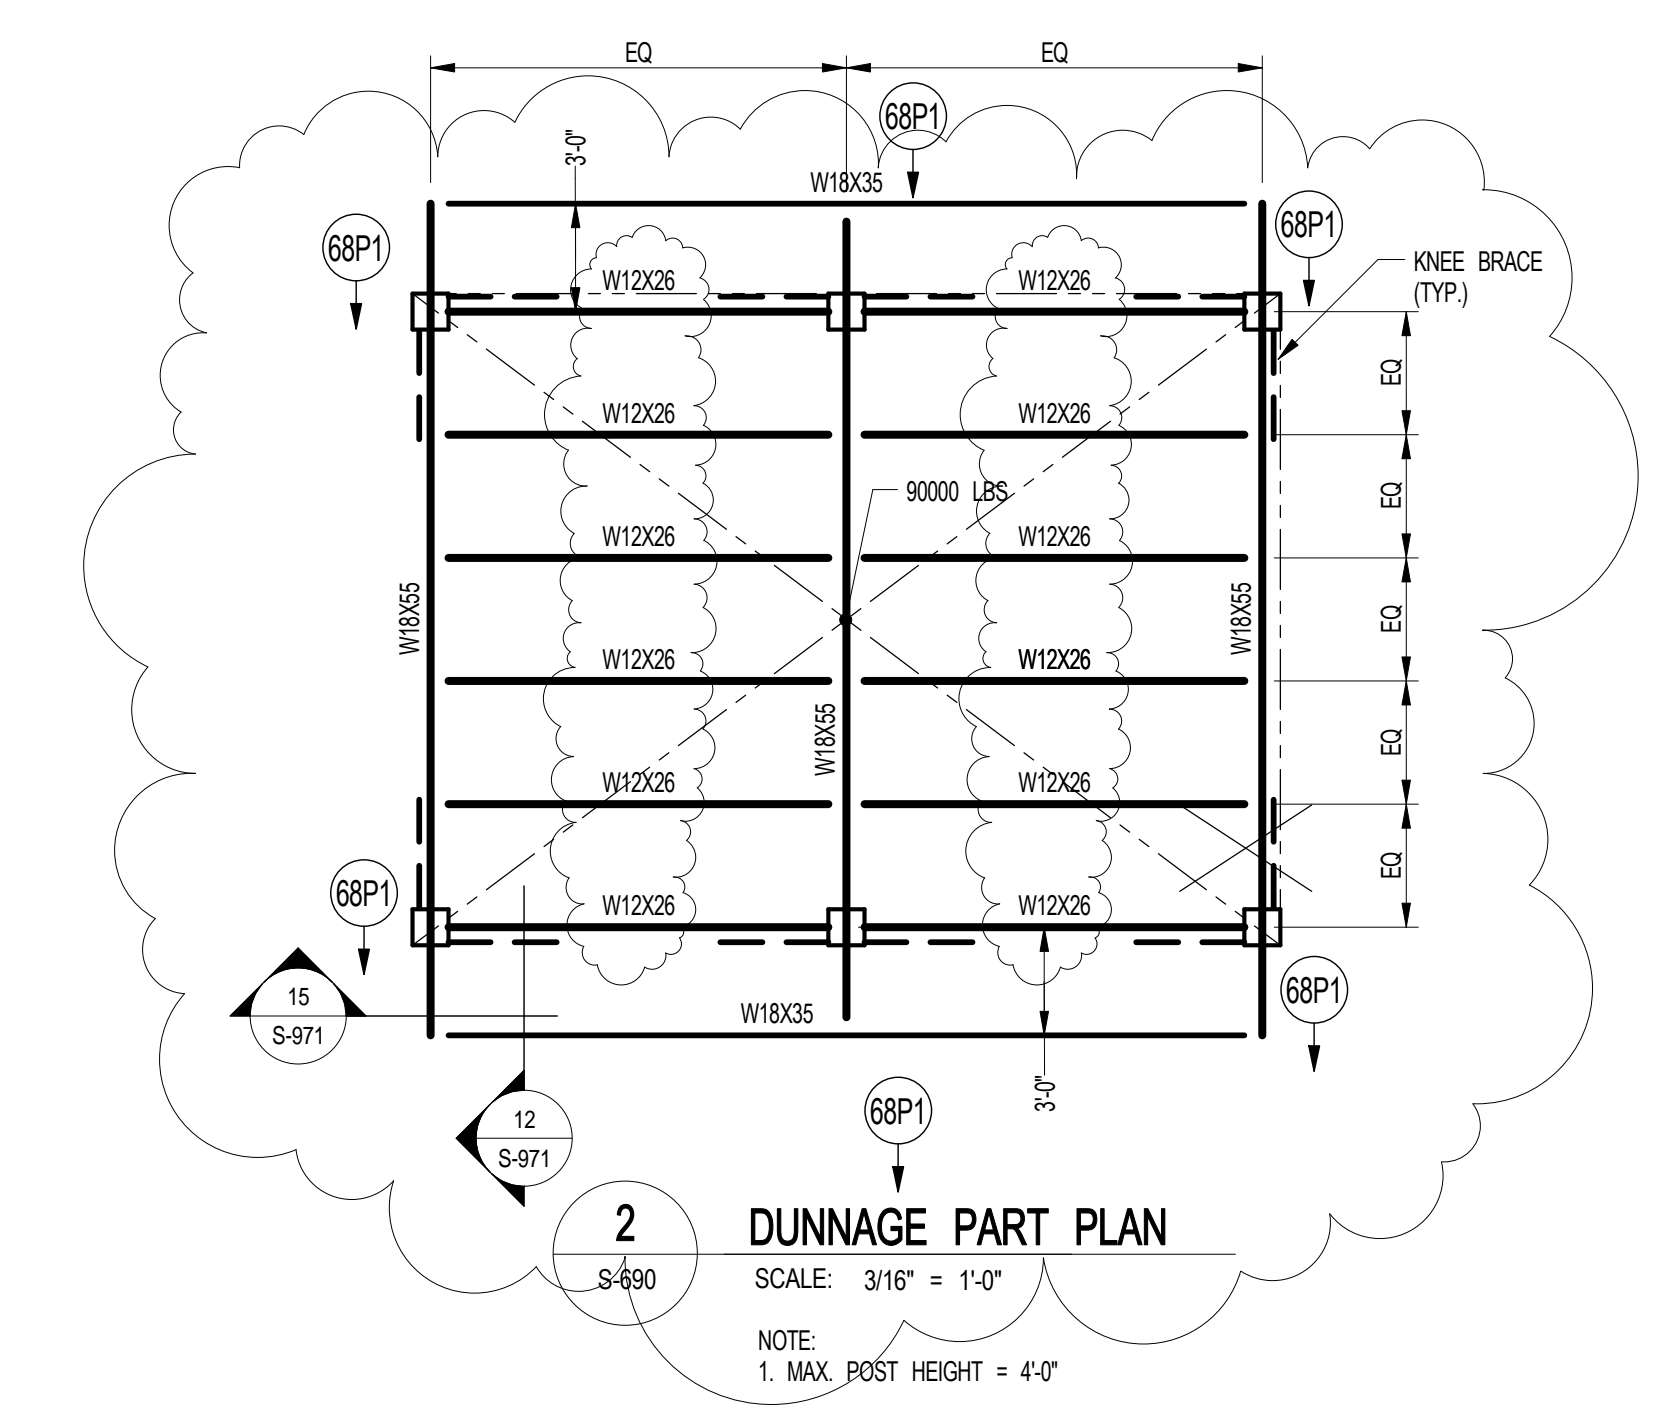 EQ EQ
68P1
3'-0"
W18X35
68P1 68P1
KNEE BRACE
(TYP.)
W12X26 W12X26
EQ
W12X26 W12X26
90000 LBS
EQ
W12X26 W12X26
W18X55 W18X55
EQ
W12X26 W12X26
W18X55
EQ
W12X26 W12X26
EQ
68P1
W12X26 W12X26
68P1
15
S-971
W18X35
3'-0"
68P1
12
S-971
2
DUNNAGE PART PLAN
S-690
SCALE: 3/16" = 1'-0"
NOTE:
1. MAX. POST HEIGHT = 4'-0"